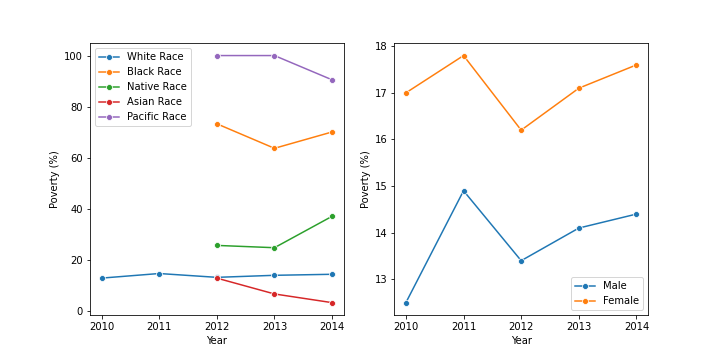 100
80
60
40
20
0
Poverty (%)
2010 2011 2012 2013 2014
Year
White Race
Black Race
Native Race
Asian Race
Pacific Race
18
17
16
15
14
13
Poverty (%)
2010 2011 2012 2013 2014
Year
Male
Female